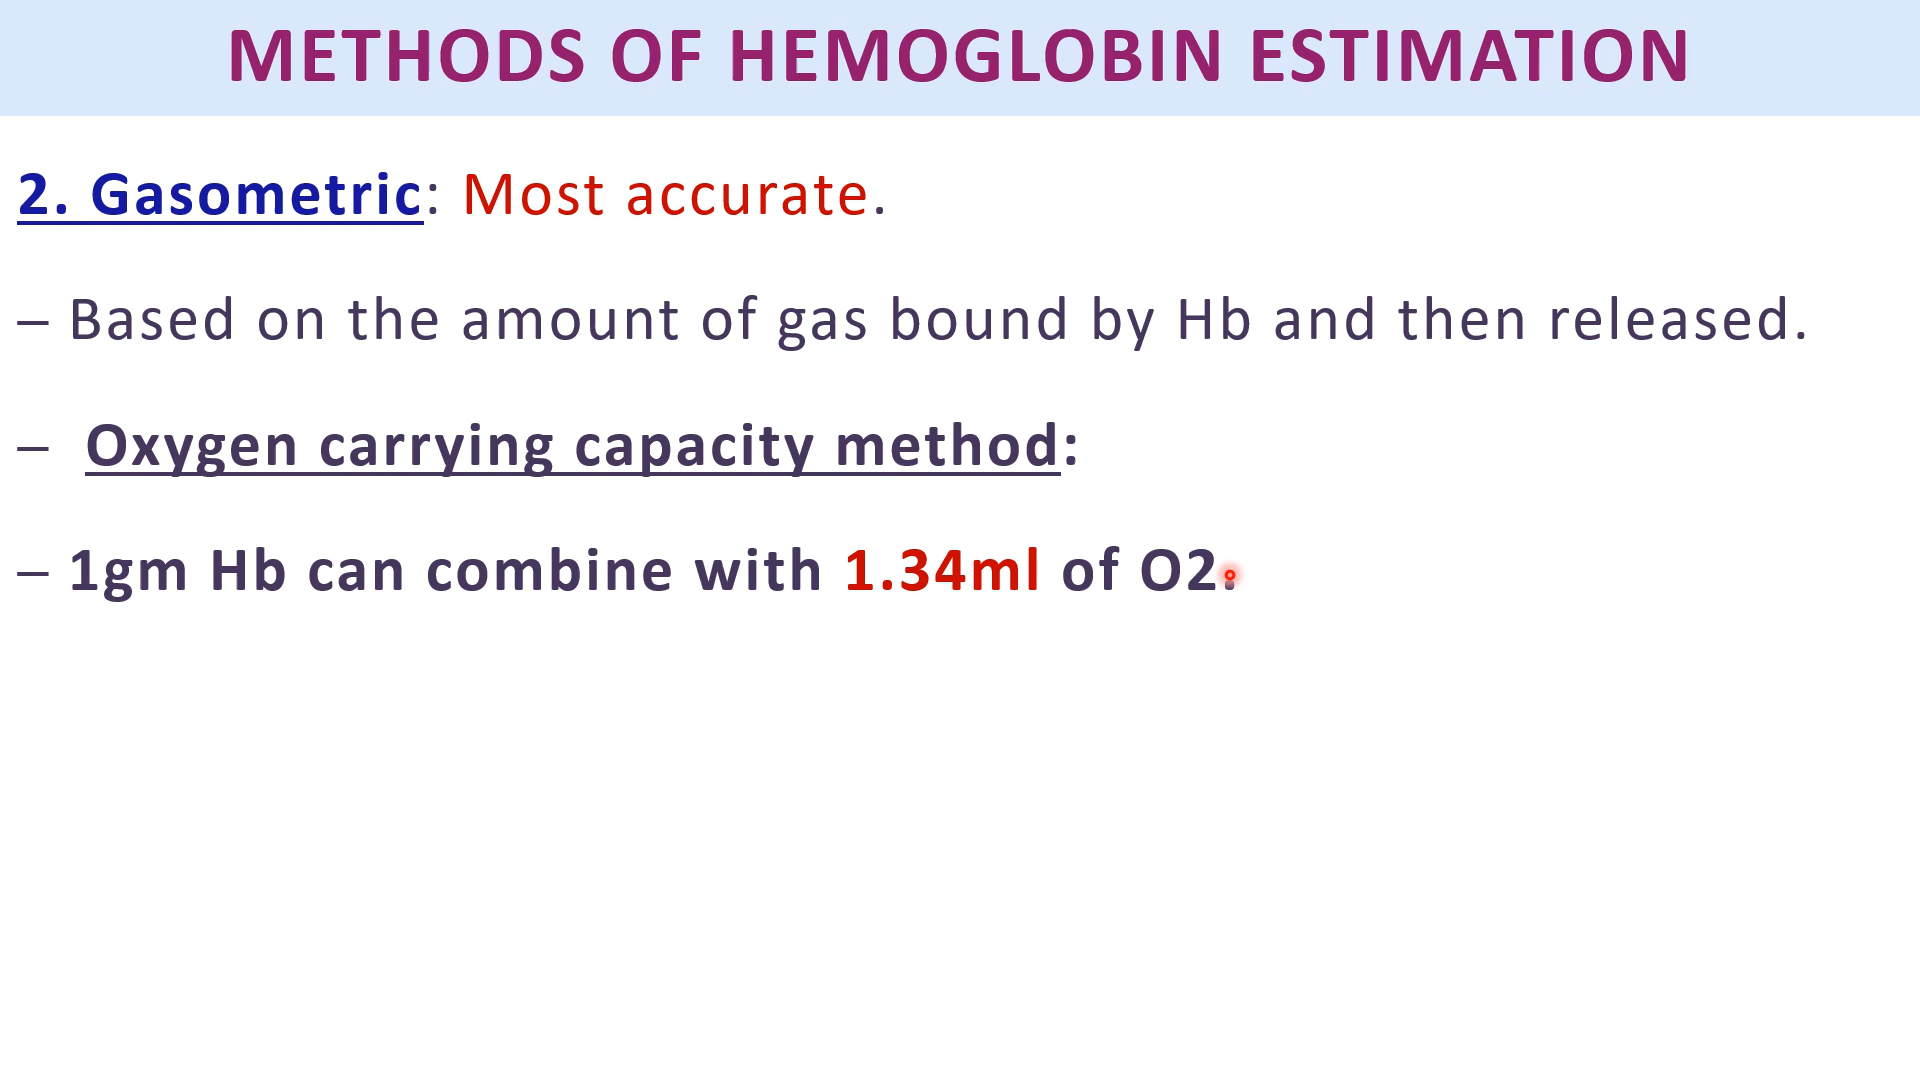 METHODS OF HEMOGLOBIN ESTIMATION
2. Gasometric: Most accurate.
– Based on the amount of gas bound by Hb and then released.
– Oxygen carrying capacity method:
– 1gm Hb can combine with 1.34ml of O2.